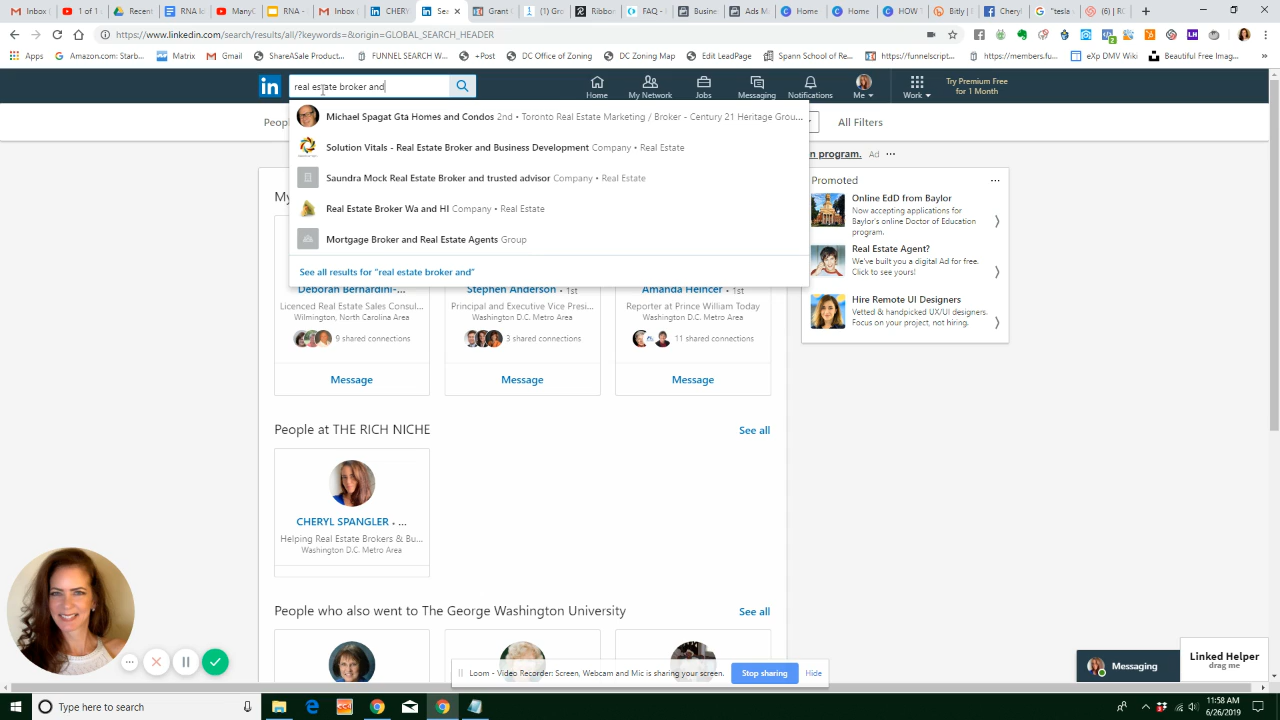 Inbox
1 of 1 a
Recent
RNA Ic
ManyC
RNA -
Inbox (
CHERY
Sea
Grant C
(1) Gro
Ribbon
FAQ -
Busine
Ads M
Home
Home
HOW
Bitly |
Cheryl
"tesla
(•) RO
https://www.linkedin.com/search/results/all/?keywords=&origin=GLOBAL_SEARCH_HEADER
Apps
Amazon.com: Starb...
YT
Gmail
Graphic Design
FUNNEL SEARCH W...
+Post
DC Office of Zoning
DC Zoning Map
Edit LeadPage
Spann School of Re...
https://funnelscript...
https://members.fu...
eXp DMV Wiki
Beautiful Free Imag...
in
real estate broker and
Home
My Network
Jobs
Messaging
Notifications
Me
Work
Try Premium Free
for 1 Month
Peop
All Filters
Michael Spagat Gta Homes and Condos 2nd • Toronto Real Estate Marketing / Broker - Century 21 Heritage Grou...
Solution Vitals - Real Estate Broker and Business Development Company • Real Estate
Saundra Mock Real Estate Broker and trusted advisor Company • Real Estate
Real Estate Broker Wa and HI Company • Real Estate
Mortgage Broker and Real Estate Agents Group
See all results for "real estate broker and"
n program. Ad ...
My
Promoted ...
Online EdD from Baylor
Now accepting applications for
Baylor's online Doctor of Education
program.
Real Estate Agent?
We've built you a digital Ad for free.
Click to see yours!
Hire Remote UI Designers
Vetted & handpicked UX/UI designers.
Focus on your project, not hiring.
Deborah Bernardini-...
Licenced Real Estate Sales Consul...
Wilmington, North Carolina Area
9 shared connections
Message
Stephen Anderson • 1st
Principal and Executive Vice Presi...
Washington D.C. Metro Area
3 shared connections
Message
Amanda Heincer • 1st
Reporter at Prince William Today
Washington D.C. Metro Area
11 shared connections
Message
People at THE RICH NICHE
See all
CHERYL SPANGLER • ...
Helping Real Estate Brokers & Bu...
Washington D.C. Metro Area
People who also went to The George Washington University
See all
Loom - Video Recorder: Screen, Webcam and Mic is sharing your screen.
Stop sharing
Hide
Messaging
Linked Helper
drag me
Type here to search
11:58 AM
6/26/2019